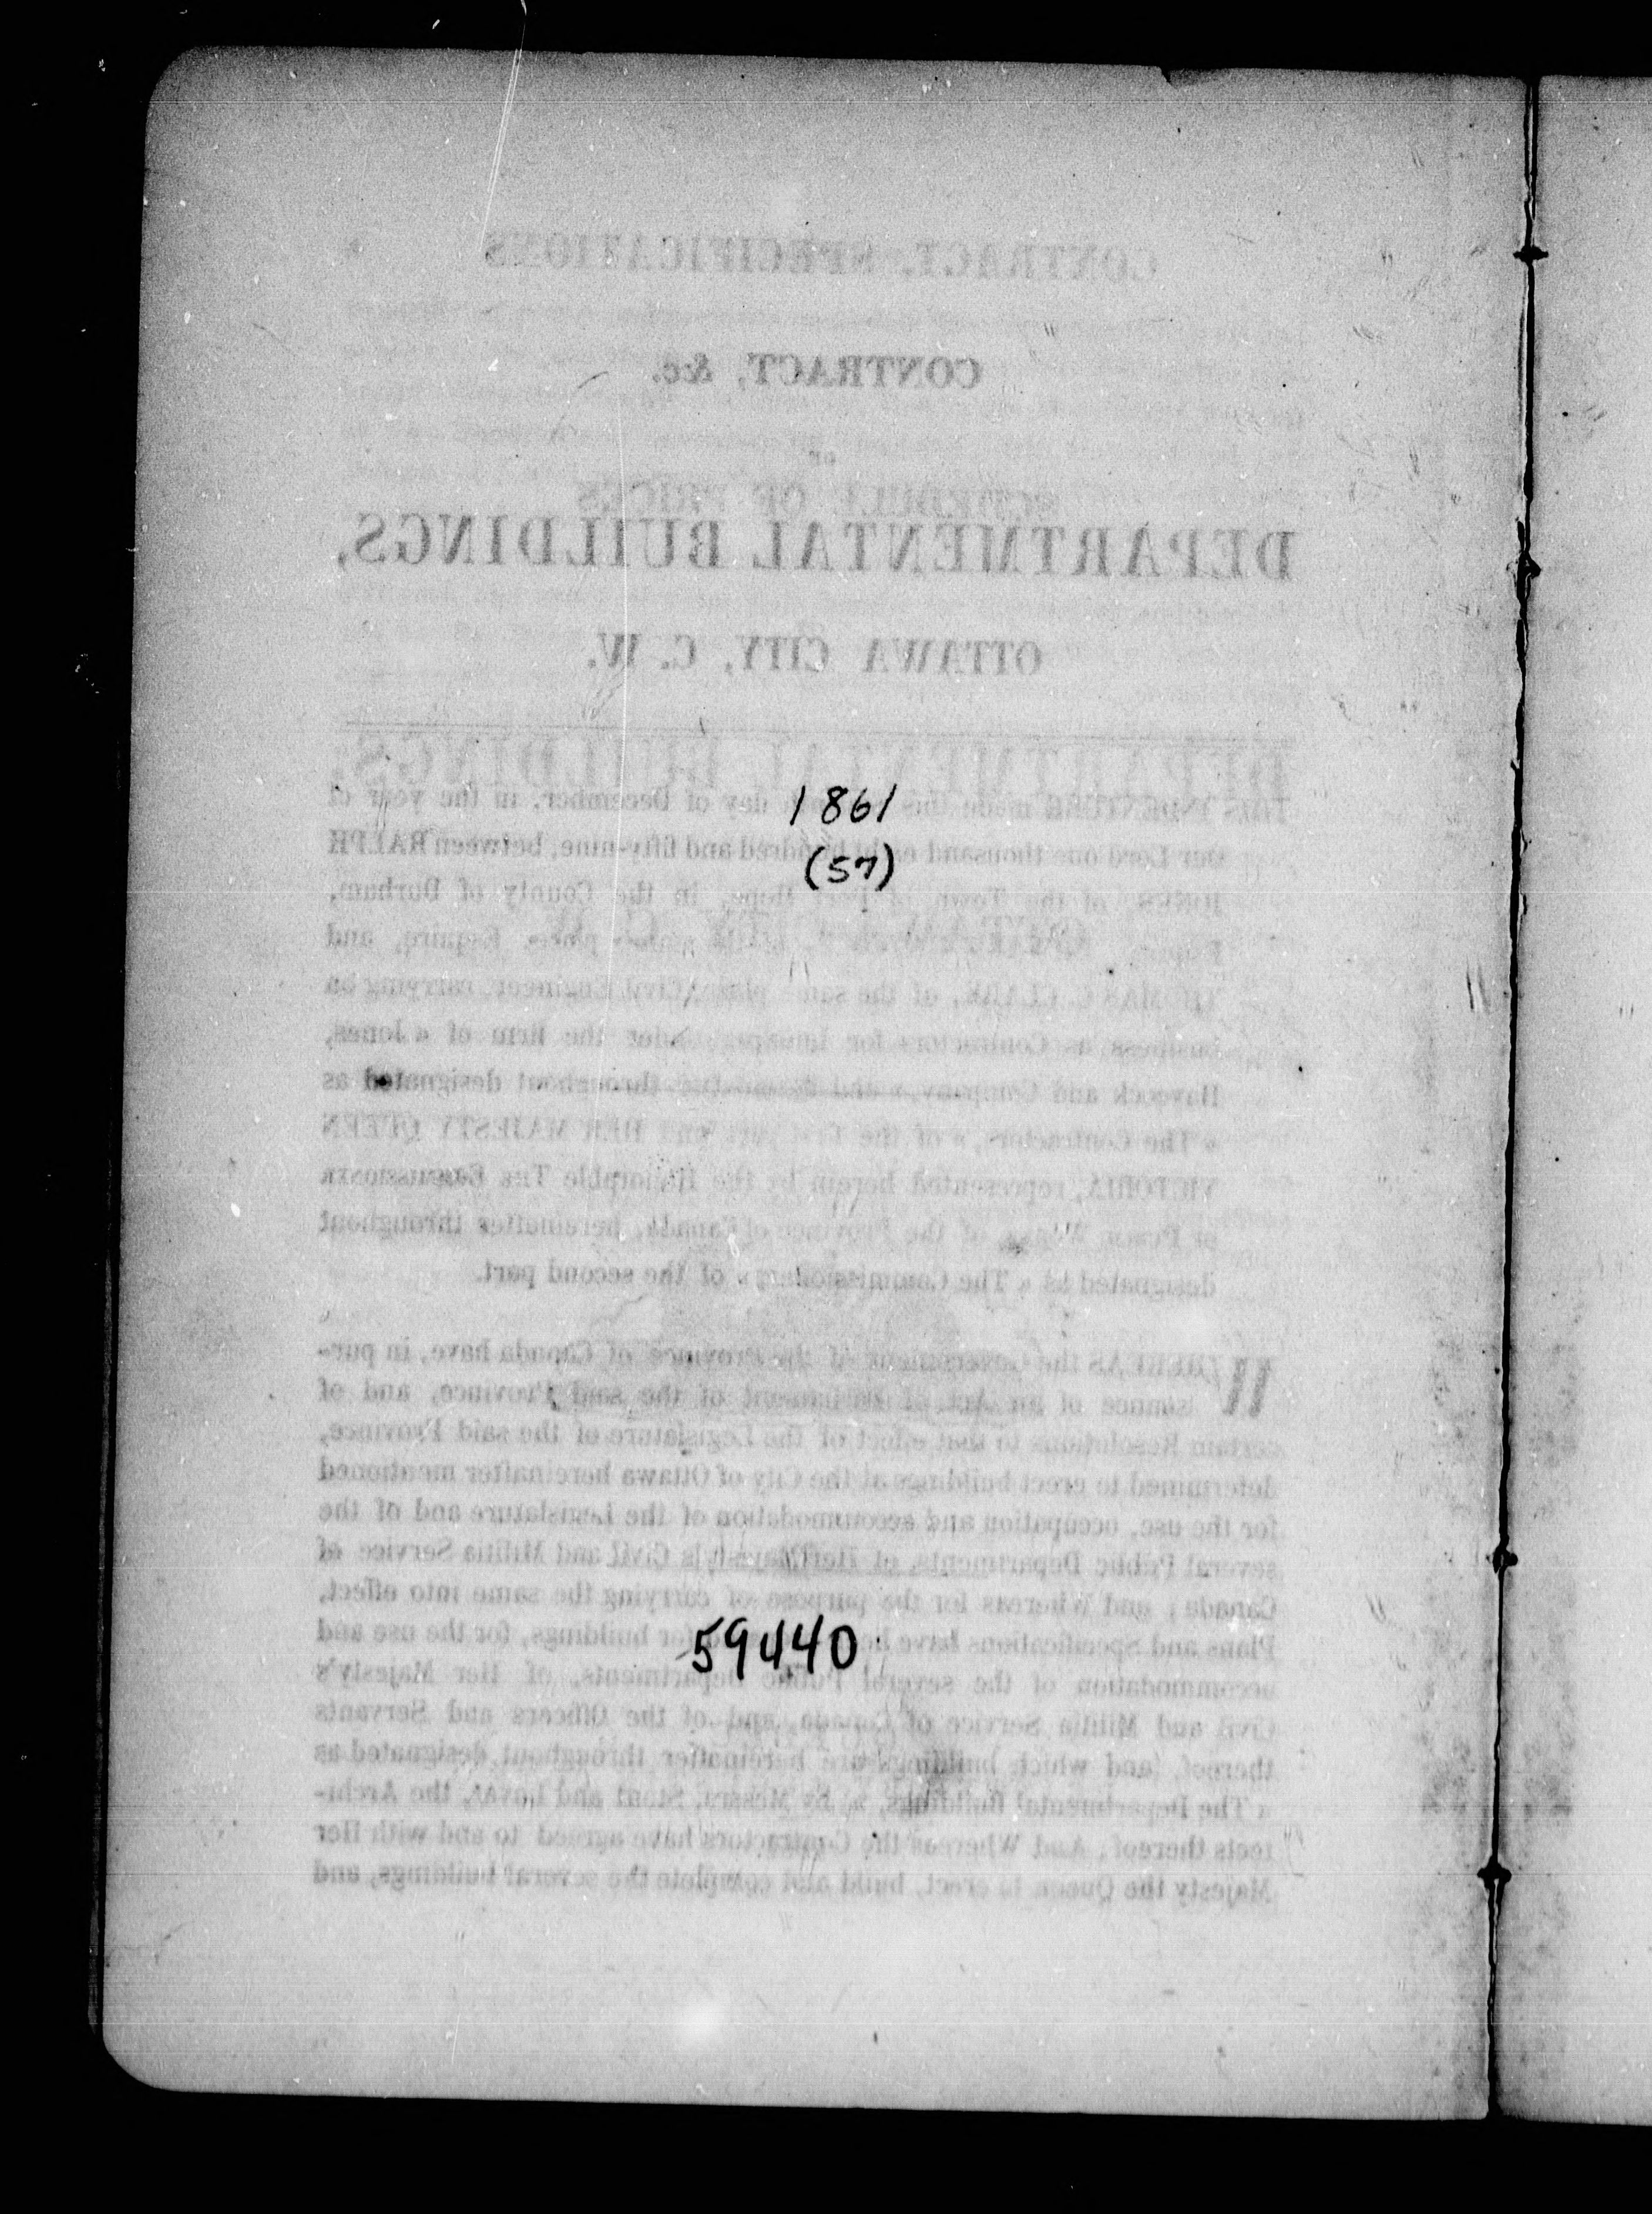 CONTRACT, SPECIFICATIONS
CONTRACT, &c.
SCHEDULE OF PRICES
DEPARTMENTAL BUILDINGS,
OTTAWA CITY, C. W.
DEPARTMENTAL BUILDINGS,
1861
THIS INDENTURE made this day of December, in the year of
our Lord one thousand eight hundred and fifty-nine, between RALPH
(57)
JONES, of the Town of Port Hope, in the County of Durham,
place, Esquire, and
THOMAS C. CLARK, of the same place, Civil Engineer, carrying on
business as Contractors for under the firm of « Jones,
Haycock and Company, » and throughout designated as
« The Contractors, » of the first part and HER MAJESTY QUEEN
VICTORIA, represented herein by the Honorable The Commissioner
of Public Works of the Province of Canada, hereinafter throughout
designated as « The Commissioner, » of the second part.
WHEREAS the Government of the Province of Canada have, in pur-
suance of an Act of Parliament of the said Province, and of
certain Resolutions to that effect of the Legislature of the said Province,
determined to erect buildings at the City of Ottawa hereinafter mentioned
for the use, occupation and accommodation of the Legislature and of the
several Public Departments, of Her Majesty's Civil and Militia Service of
Canada ; and Whereas for the purpose of carrying the same into effect,
Plans and Specifications have for buildings, for the use and
59440
accommodation of the several Public Departments, of Her Majesty's
Civil and Militia Service of Canada, and of the Officers and Servants
thereof, (and which buildings are hereinafter throughout designated as
« The Departmental Buildings, ») by Messrs. Stent and Laver, the Archi-
tects thereof ; And Whereas the Contractors have agreed to and with Her
Majesty the Queen to erect, build and complete the several buildings, and